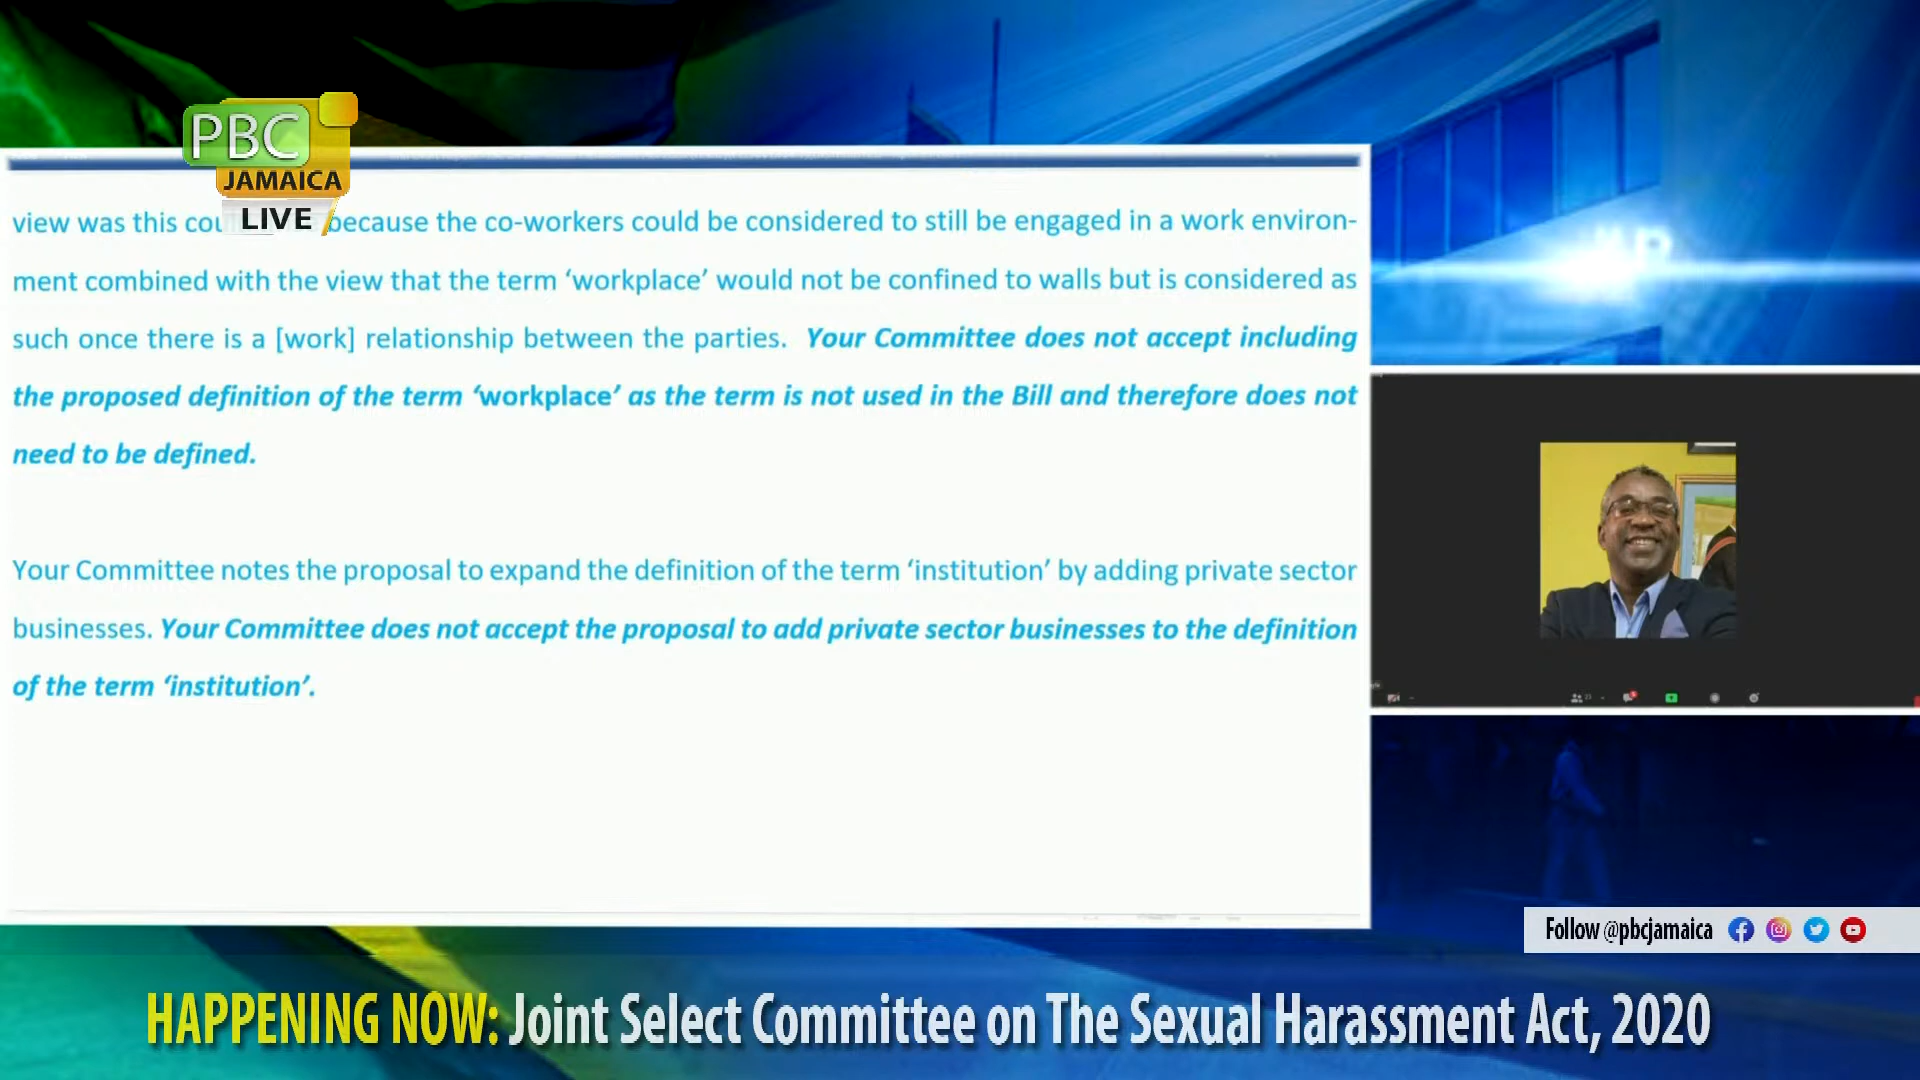 PBC
JAMAICA
LIVE
view was this because the co-workers could be considered to still be engaged in a work environ-
ment combined with the view that the term ‘workplace’ would not be confined to walls but is considered as
such once there is a [work] relationship between the parties. Your Committee does not accept including
the proposed definition of the term ‘workplace’ as the term is not used in the Bill and therefore does not
need to be defined.
Your Committee notes the proposal to expand the definition of the term ‘institution’ by adding private sector
businesses. Your Committee does not accept the proposal to add private sector businesses to the definition
of the term ‘institution’.
Follow @pbcjamaica
HAPPENING NOW: Joint Select Committee on The Sexual Harassment Act, 2020